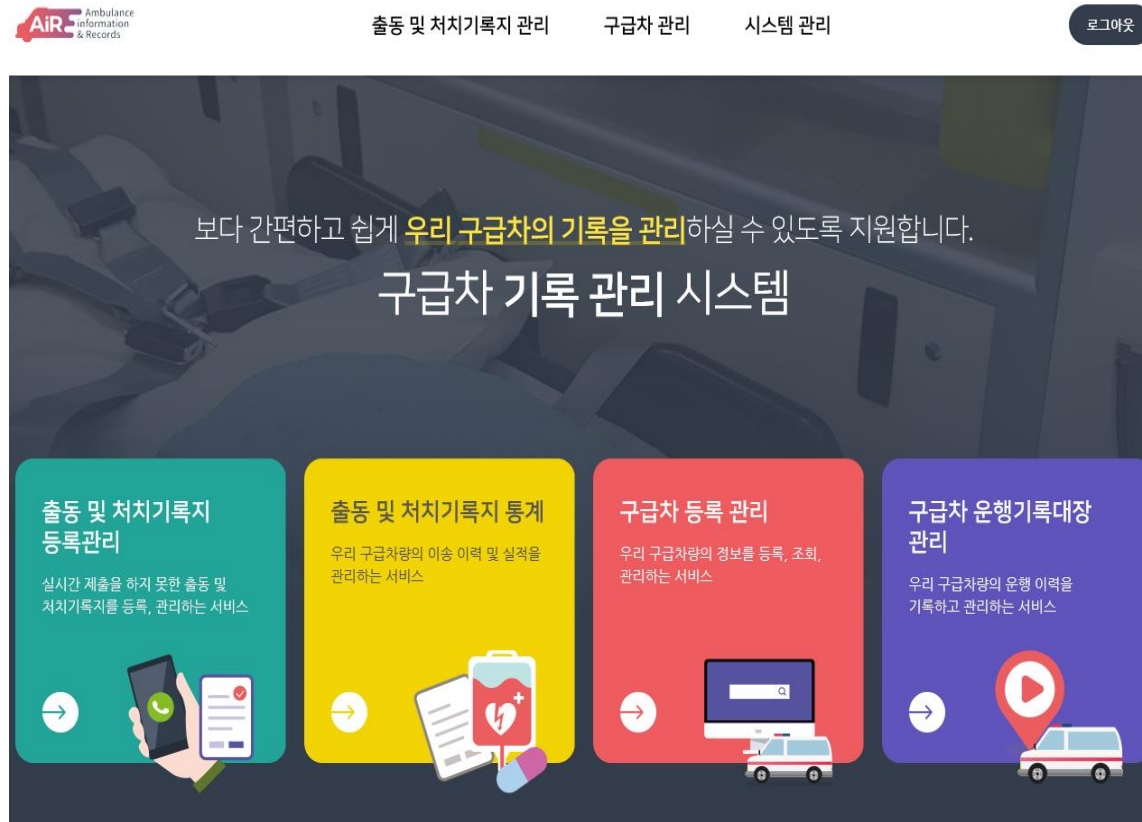 AiR Ambulance
information
& Records
출동 및 처치기록지 관리
구급차 관리
시스템 관리
로그아웃
보다 간편하고 쉽게 우리 구급차의 기록을 관리하실 수 있도록 지원합니다.
구급차 기록 관리 시스템
출동 및 처치기록지
등록관리
실시간 제출을 하지 못한 출동 및
처치기록지를 등록, 관리하는 서비스
출동 및 처치기록지 통계
우리 구급차량의 이송 이력 및 실적을
관리하는 서비스
구급차 등록 관리
우리 구급차량의 정보를 등록, 조회,
관리하는 서비스
구급차 운행기록대장
관리
우리 구급차량의 운행 이력을
기록하고 관리하는 서비스